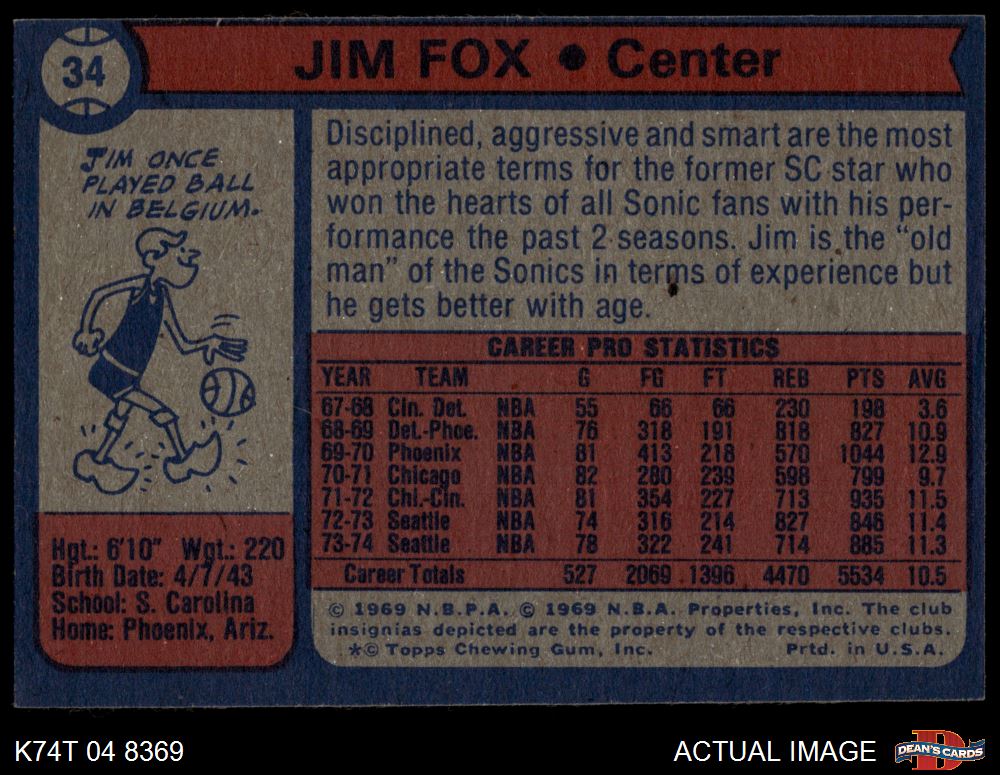 34
JIM FOX • Center
JIM ONCE
PLAYED BALL
IN BELGIUM.
Disciplined, aggressive and smart are the most
appropriate terms for the former SC star who
won the hearts of all Sonic fans with his per-
formance the past 2 seasons. Jim is the “old
man” of the Sonics in terms of experience but
he gets better with age.
CAREER PRO STATISTICS
YEAR TEAM G FG FT REB PTS AVG
67-68 Cin. Det. NBA 55 66 66 230 198 3.6
68-69 Det.-Phoe. NBA 76 318 191 818 827 10.9
69-70 Phoenix NBA 81 413 218 570 1044 12.9
70-71 Chicago NBA 82 280 239 598 799 9.7
71-72 Chi.-Cin. NBA 81 354 227 713 935 11.5
72-73 Seattle NBA 74 316 214 827 846 11.4
73-74 Seattle NBA 78 322 241 714 885 11.3
Career Totals 527 2069 1396 4470 5534 10.5
Hgt.: 6'10" Wgt.: 220
Birth Date: 4/7/43
School: S. Carolina
Home: Phoenix, Ariz.
© 1969 N.B.P.A. © 1969 N.B.A. Properties, Inc. The club
insignias depicted are the property of the respective clubs.
*© Topps Chewing Gum, Inc. Prtd. in U.S.A.
K74T 04 8369
ACTUAL IMAGE
D
DEAN'S CARDS